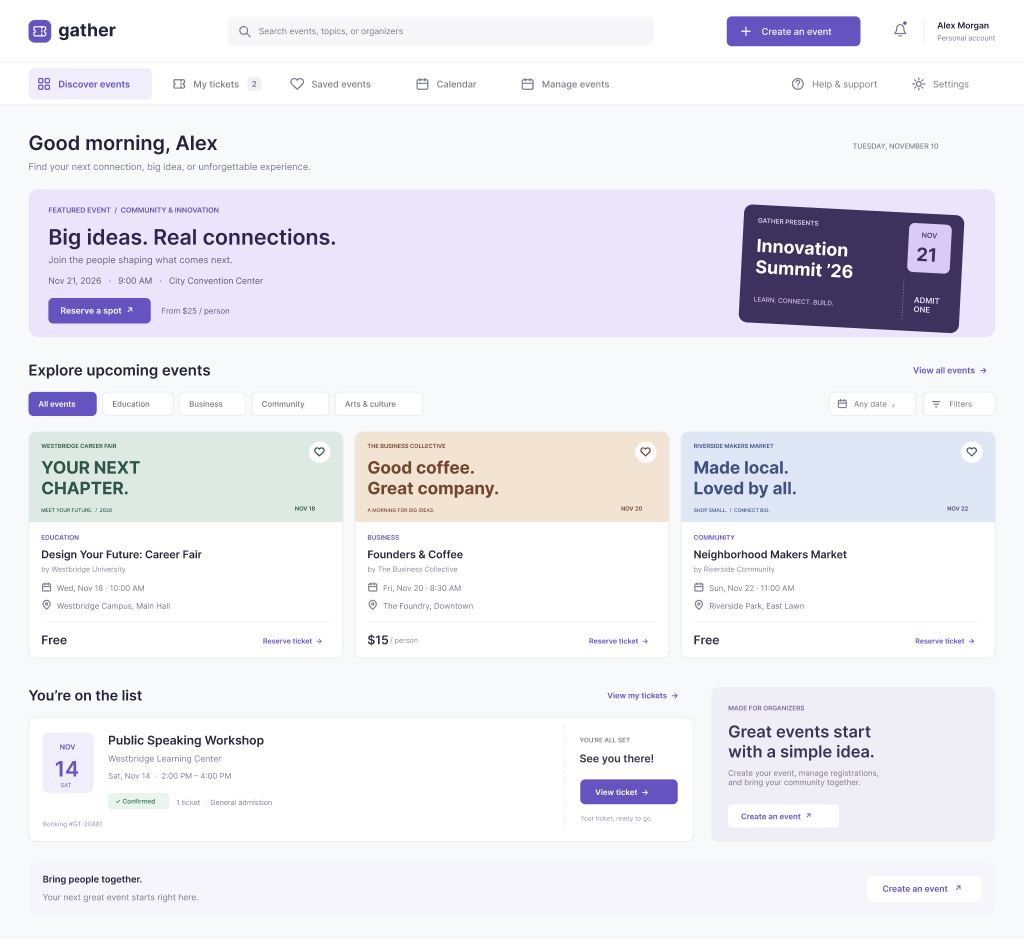 gather
Search events, topics, or organizers
Create an event
Alex Morgan
Personal account
Discover events
My tickets 2
Saved events
Calendar
Manage events
Help & support
Settings
Good morning, Alex
TUESDAY, NOVEMBER 10
Find your next connection, big idea, or unforgettable experience.
FEATURED EVENT / COMMUNITY & INNOVATION
Big ideas. Real connections.
Join the people shaping what comes next.
Nov 21, 2026 · 9:00 AM · City Convention Center
Reserve a spot ↗
From $25 / person
GATHER PRESENTS
Innovation
Summit ’26
LEARN. CONNECT. BUILD.
NOV
21
ADMIT
ONE
Explore upcoming events
View all events →
All events
Education
Business
Community
Arts & culture
Any date
Filters
WESTBRIDGE CAREER FAIR
YOUR NEXT
CHAPTER.
MEET YOUR FUTURE. / 2026
NOV 18
EDUCATION
Design Your Future: Career Fair
by Westbridge University
Wed, Nov 18 · 10:00 AM
Westbridge Campus, Main Hall
Free
Reserve ticket →
THE BUSINESS COLLECTIVE
Good coffee.
Great company.
A MORNING FOR BIG IDEAS.
NOV 20
BUSINESS
Founders & Coffee
by The Business Collective
Fri, Nov 20 · 8:30 AM
The Foundry, Downtown
$15 / person
Reserve ticket →
RIVERSIDE MAKERS MARKET
Made local.
Loved by all.
SHOP SMALL. / CONNECT BIG.
NOV 22
COMMUNITY
Neighborhood Makers Market
by Riverside Community
Sun, Nov 22 · 11:00 AM
Riverside Park, East Lawn
Free
Reserve ticket →
You’re on the list
View my tickets →
NOV
14
SAT
Public Speaking Workshop
Westbridge Learning Center
Sat, Nov 14 · 2:00 PM – 4:00 PM
✓ Confirmed
1 ticket · General admission
Booking #GT-20481
YOU’RE ALL SET
See you there!
View ticket →
Your ticket, ready to go.
MADE FOR ORGANIZERS
Great events start
with a simple idea.
Create your event, manage registrations,
and bring your community together.
Create an event ↗
Bring people together.
Your next great event starts right here.
Create an event ↗